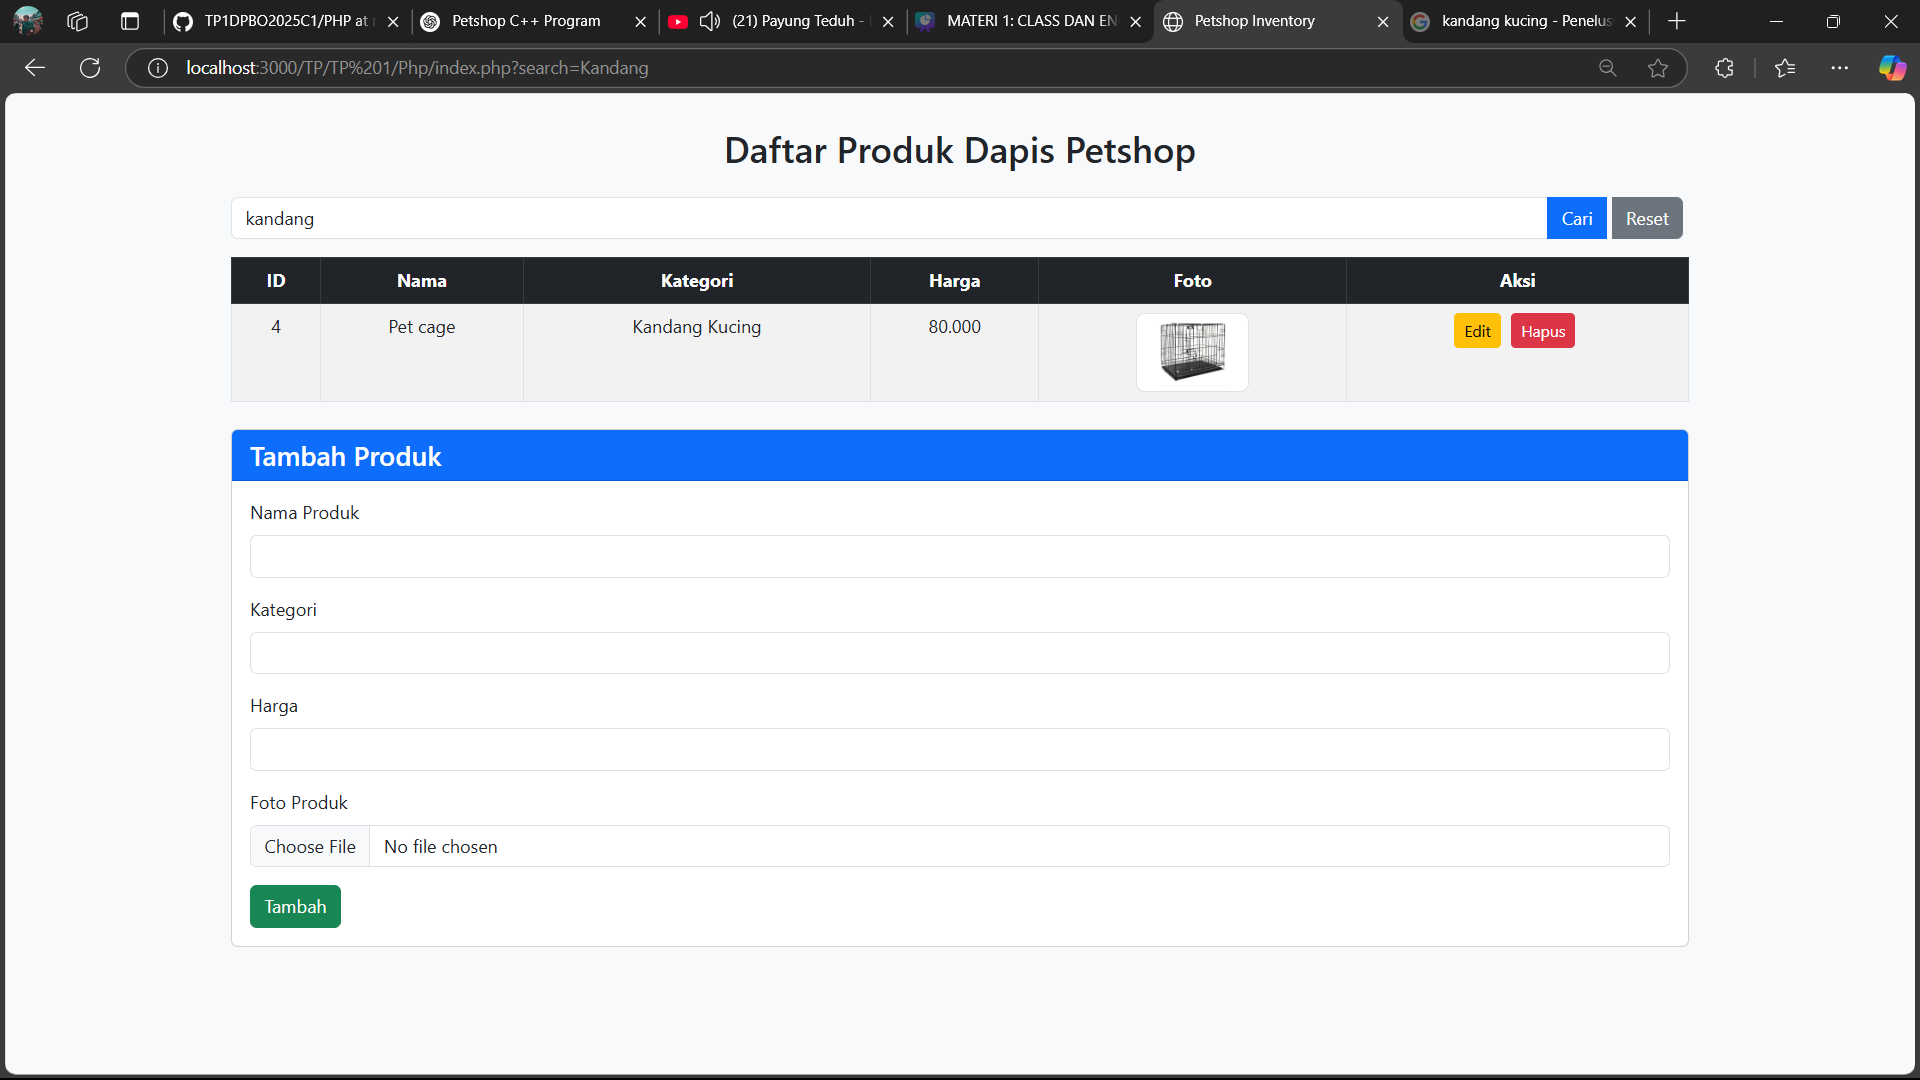 TP1DPBO2025C1/PHP at
Petshop C++ Program
(21) Payung Teduh -
MATERI 1: CLASS DAN EN
Petshop Inventory
kandang kucing - Penelus
localhost:3000/TP/TP%201/Php/index.php?search=Kandang
Daftar Produk Dapis Petshop
kandang
Cari
Reset
ID Nama Kategori Harga Foto Aksi
4 Pet cage Kandang Kucing 80.000 Edit Hapus
Tambah Produk
Nama Produk
Kategori
Harga
Foto Produk
Choose File No file chosen
Tambah